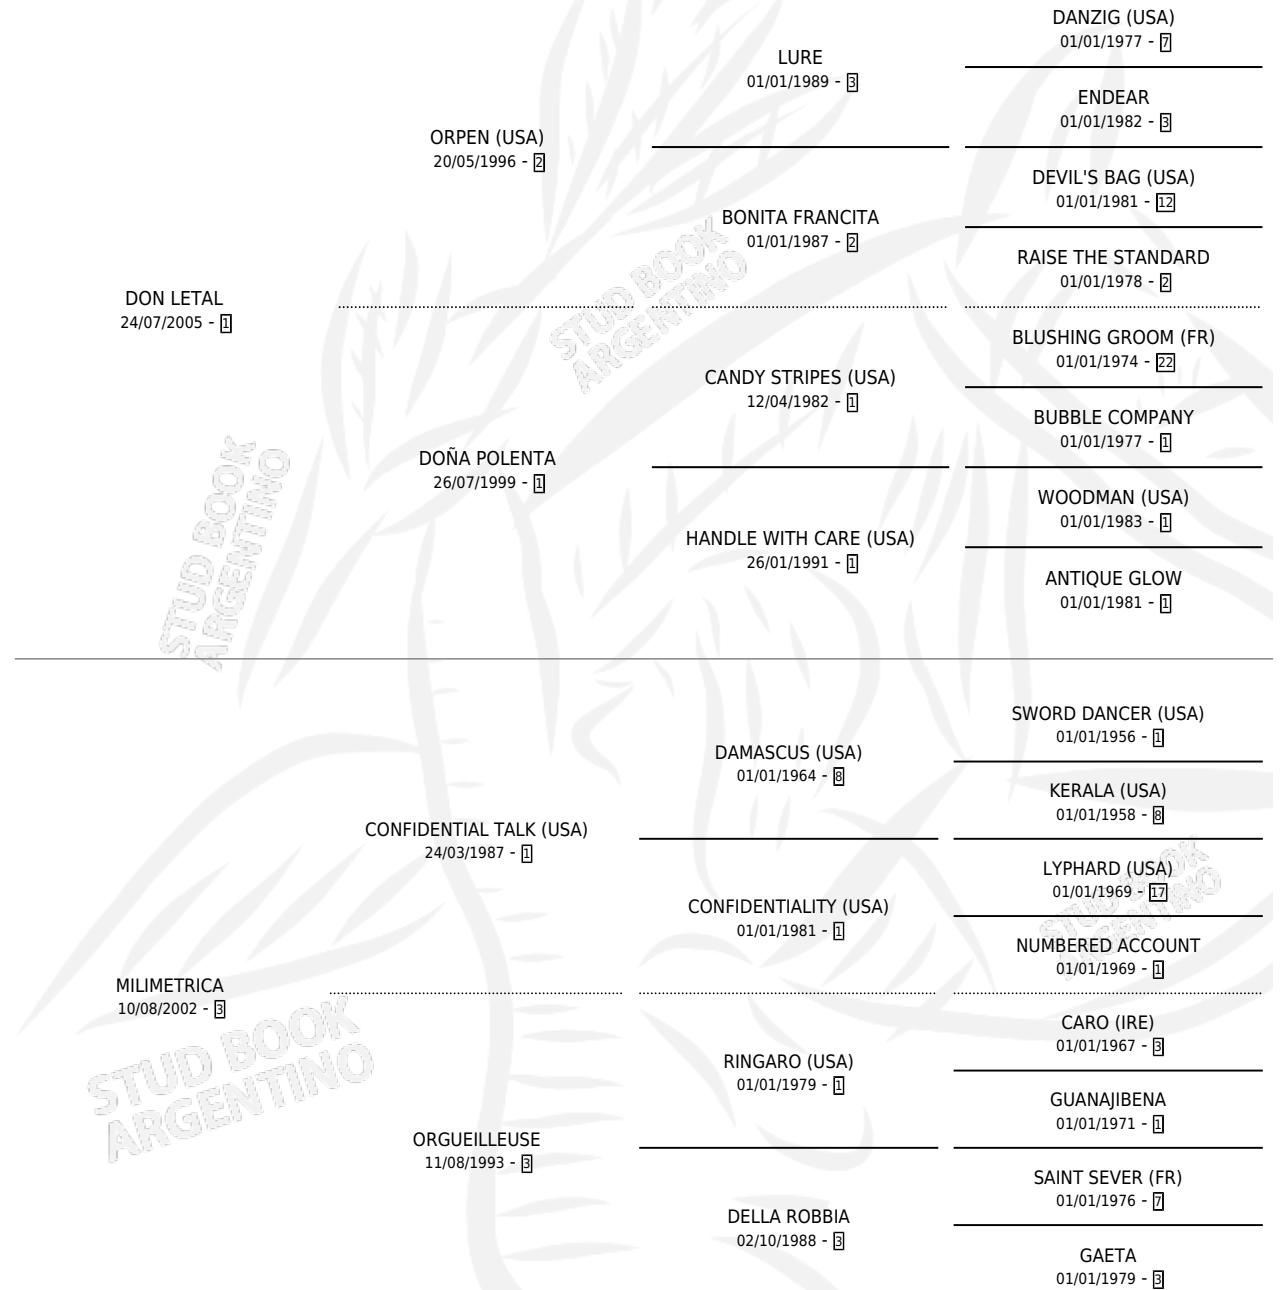 DANZIG (USA)
01/01/1977 - 7
LURE
01/01/1989 - 3
ENDEAR
01/01/1982 - 3
ORPEN (USA)
20/05/1996 - 2
DEVIL'S BAG (USA)
01/01/1981 - 12
BONITA FRANCITA
01/01/1987 - 2
RAISE THE STANDARD
01/01/1978 - 2
DON LETAL
24/07/2005 - 1
BLUSHING GROOM (FR)
01/01/1974 - 22
CANDY STRIPES (USA)
12/04/1982 - 1
BUBBLE COMPANY
01/01/1977 - 1
DOÑA POLENTA
26/07/1999 - 1
WOODMAN (USA)
01/01/1983 - 1
HANDLE WITH CARE (USA)
26/01/1991 - 1
ANTIQUE GLOW
01/01/1981 - 1
SWORD DANCER (USA)
01/01/1956 - 1
DAMASCUS (USA)
01/01/1964 - 8
KERALA (USA)
01/01/1958 - 8
CONFIDENTIAL TALK (USA)
24/03/1987 - 1
LYPHARD (USA)
01/01/1969 - 17
CONFIDENTIALITY (USA)
01/01/1981 - 1
NUMBERED ACCOUNT
01/01/1969 - 1
MILIMETRICA
10/08/2002 - 3
CARO (IRE)
01/01/1967 - 3
RINGARO (USA)
01/01/1979 - 1
GUANAJIBENA
01/01/1971 - 1
ORGUEILLEUSE
11/08/1993 - 3
SAINT SEVER (FR)
01/01/1976 - 7
DELLA ROBBIA
02/10/1988 - 3
GAETA
01/01/1979 - 3
STUD BOOK
ARGENTINO
STUD BOOK
ARGENTINO
STUD BOOK
ARGENTINO
STUD BOOK
ARGENTINO